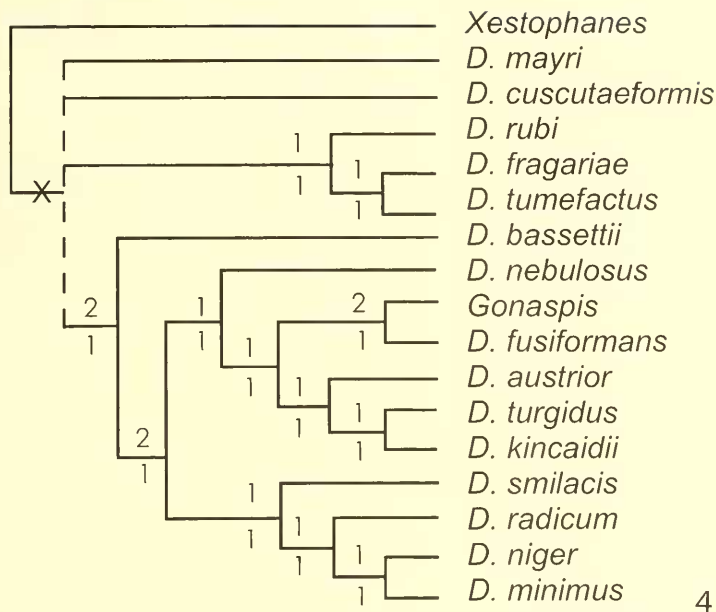 Xestophanes
D. mayri
D. cuscutaeformis
D. rubi
1
1
D. fragariae
1
1
D. tumefactus
D. bassettii
2
1
D. nebulosus
1
1
Gonaspis
2
1
D. fusiformans
1
1
D. austrior
1
1
D. turgidus
1
1
D. kincaidii
2
1
D. smilacis
1
1
D. radicum
1
1
D. niger
1
1
D. minimus
4